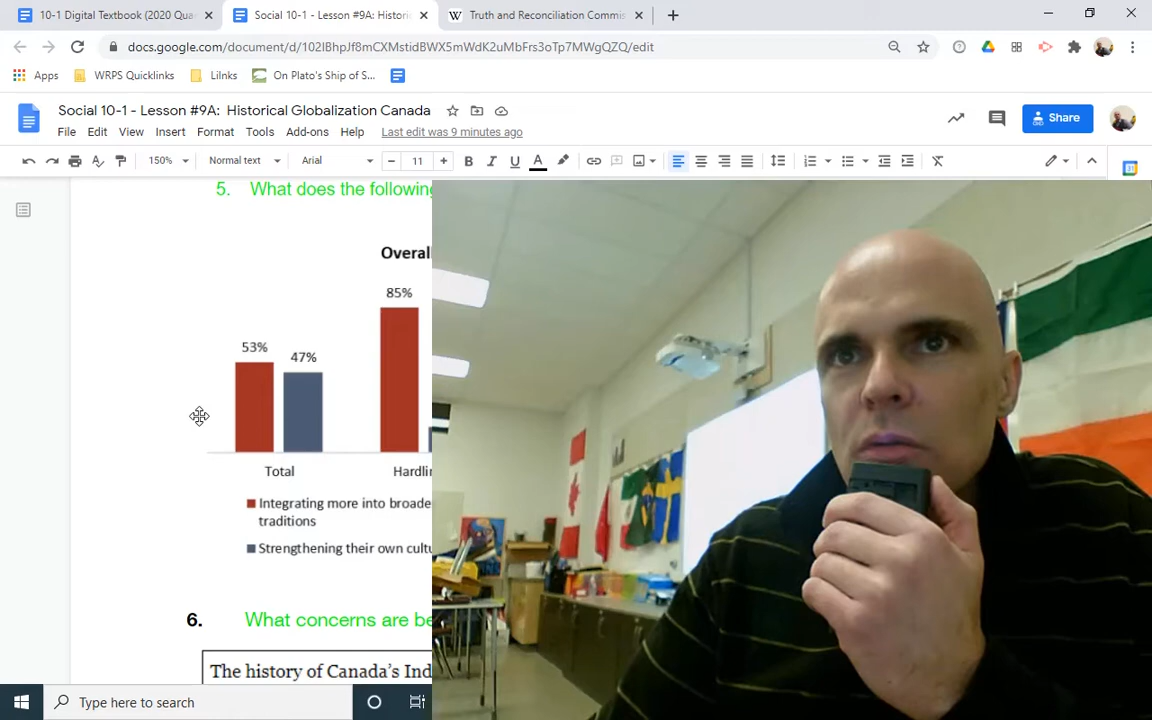 10-1 Digital Textbook (2020 Qua
Social 10-1 - Lesson #9A: Histori
Truth and Reconciliation Commis
docs.google.com/document/d/102IBhpJf8mCXMstidBWX5mWdK2uMbFrs3oTp7MWgQZQ/edit
Apps
WRPS Quicklinks
LiInks
On Plato's Ship of S...
Social 10-1 - Lesson #9A: Historical Globalization Canada
File Edit View Insert Format Tools Add-ons Help Last edit was 9 minutes ago
Share
150% Normal text Arial 11
5. What does the following
Overal
85%
53%
47%
Total
Hardlin
Integrating more into broade
traditions
Strengthening their own cultu
6. What concerns are be
The history of Canada's Ind
Type here to search